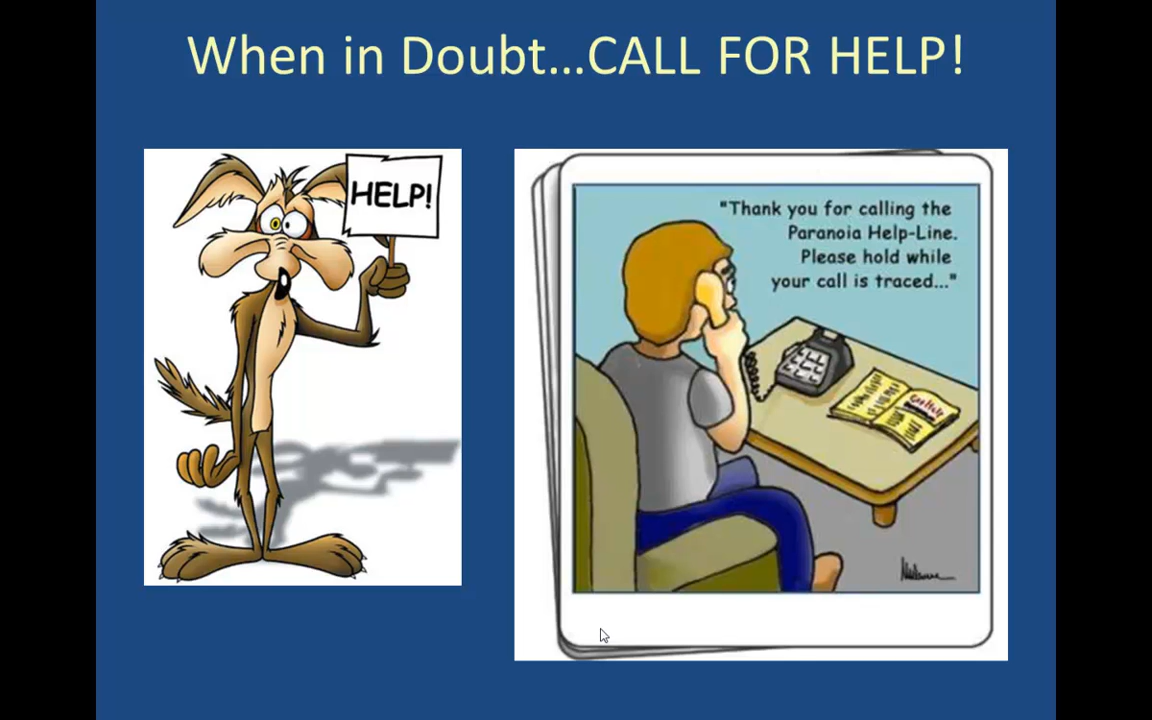 When in Doubt...CALL FOR HELP!
HELP!
"Thank you for calling the
Paranoia Help-Line.
Please hold while
your call is traced..."